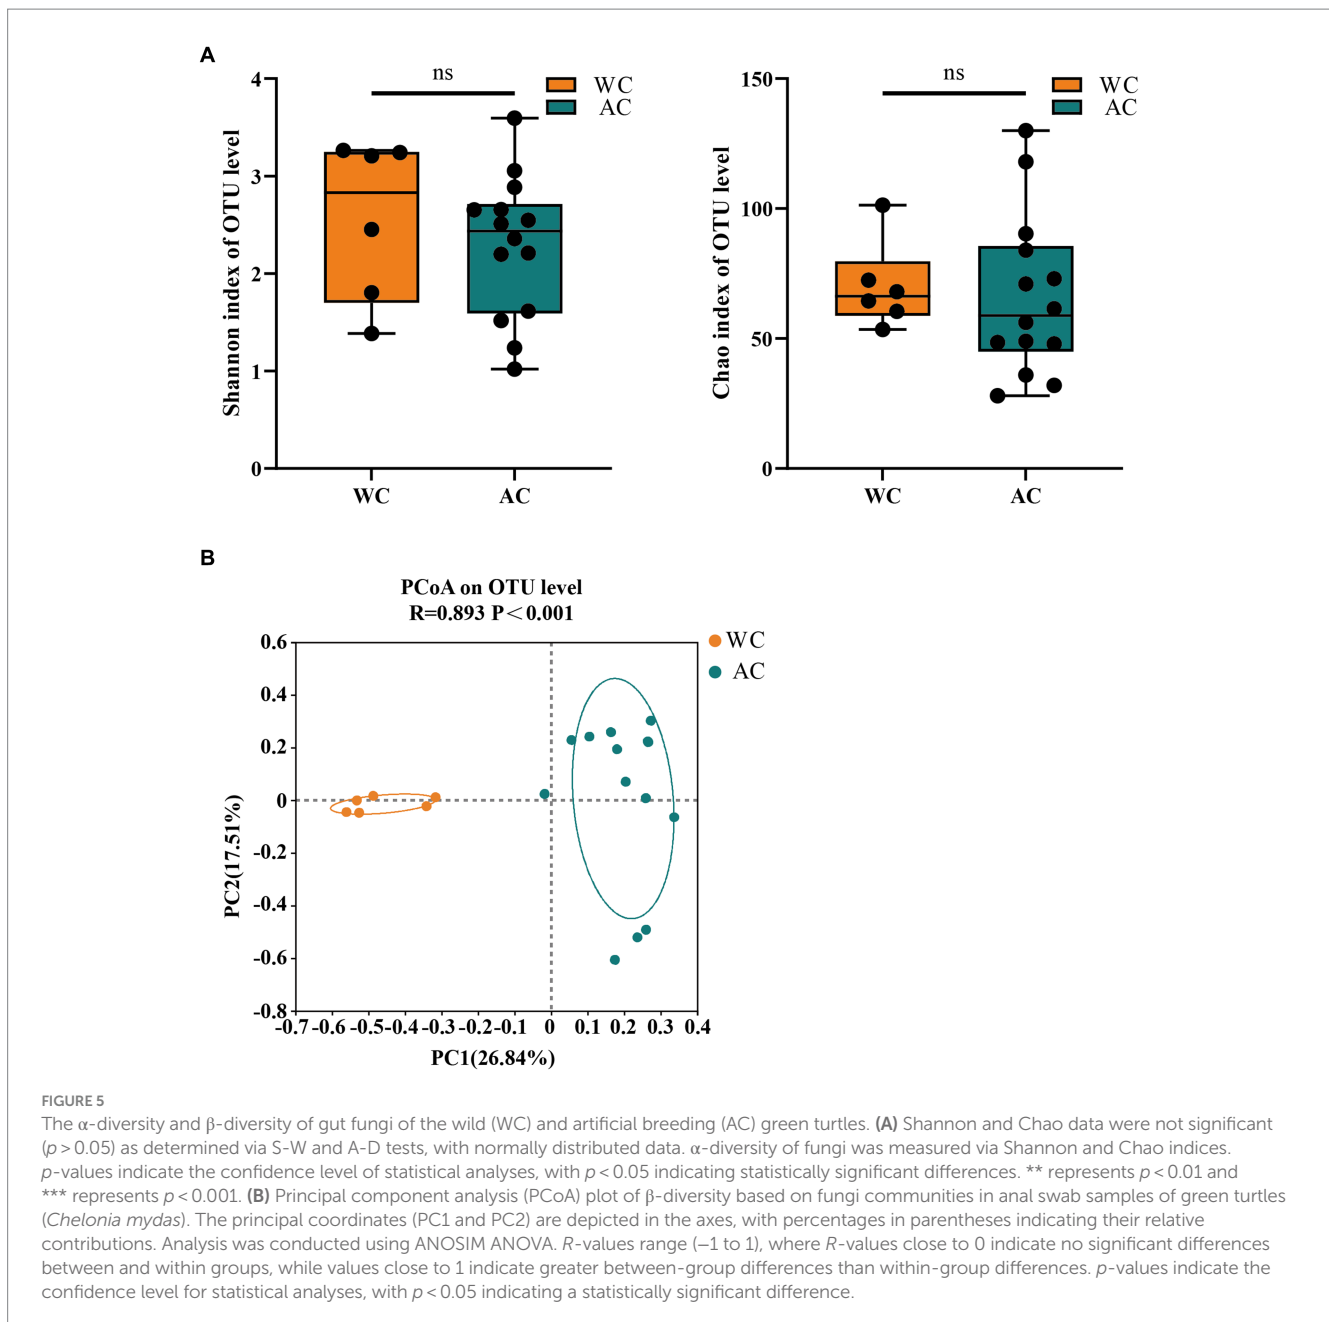 A
ns
WC
AC
4
3
2
1
0
Shannon index of OTU level
WC
AC
ns
WC
AC
150
100
50
0
Chao index of OTU level
WC
AC
B
PCoA on OTU level
R=0.893 P<0.001
WC
AC
0.6
0.4
0.2
0
-0.2
-0.4
-0.6
-0.8
PC2(17.51%)
-0.7 -0.6 -0.5 -0.4 -0.3 -0.2 -0.1 0 0.1 0.2 0.3 0.4
PC1(26.84%)
FIGURE 5
The α-diversity and β-diversity of gut fungi of the wild (WC) and artificial breeding (AC) green turtles. (A) Shannon and Chao data were not significant
(p > 0.05) as determined via S-W and A-D tests, with normally distributed data. α-diversity of fungi was measured via Shannon and Chao indices.
p-values indicate the confidence level of statistical analyses, with p < 0.05 indicating statistically significant differences. ** represents p < 0.01 and
*** represents p < 0.001. (B) Principal component analysis (PCoA) plot of β-diversity based on fungi communities in anal swab samples of green turtles
(Chelonia mydas). The principal coordinates (PC1 and PC2) are depicted in the axes, with percentages in parentheses indicating their relative
contributions. Analysis was conducted using ANOSIM ANOVA. R-values range (−1 to 1), where R-values close to 0 indicate no significant differences
between and within groups, while values close to 1 indicate greater between-group differences than within-group differences. p-values indicate the
confidence level for statistical analyses, with p < 0.05 indicating a statistically significant difference.